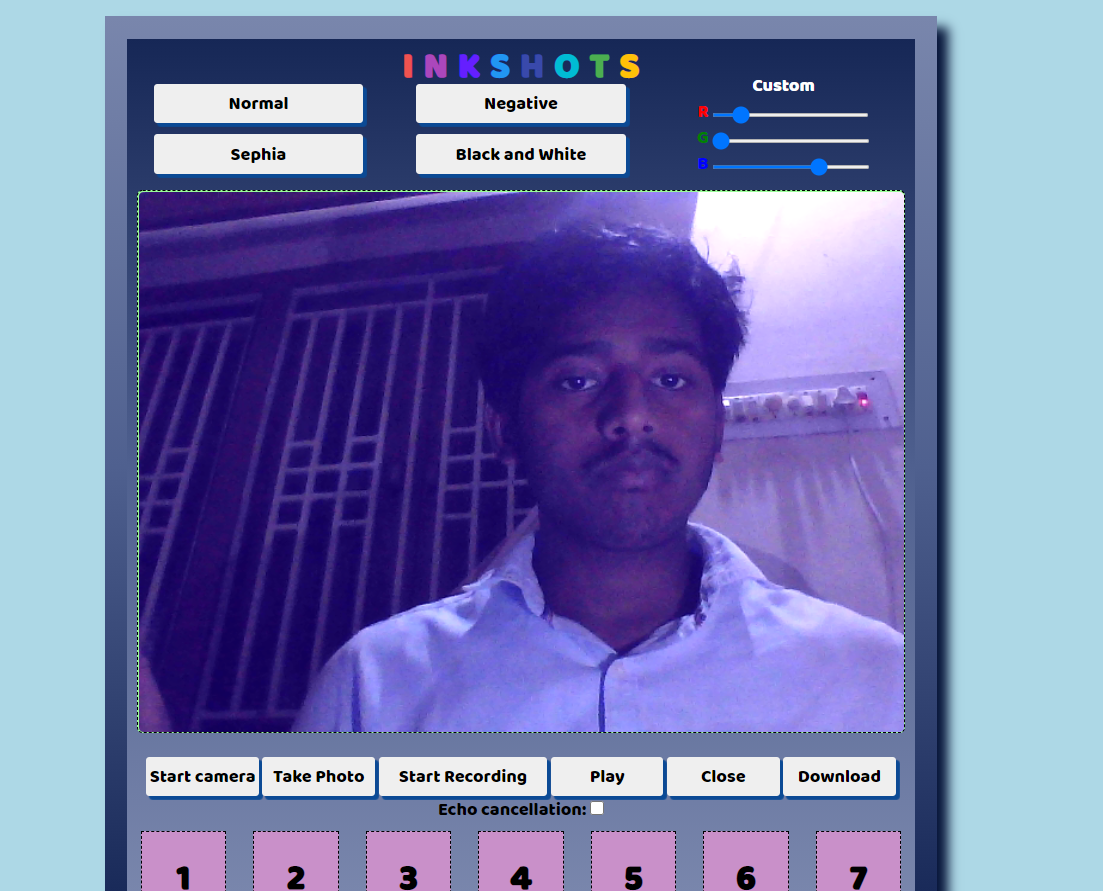 INKSHOTS
Normal
Negative
Custom
R
G
Sephia
Black and White
B
Start camera
Take Photo
Start Recording
Play
Close
Download
Echo cancellation:
1
2
3
4
5
6
7